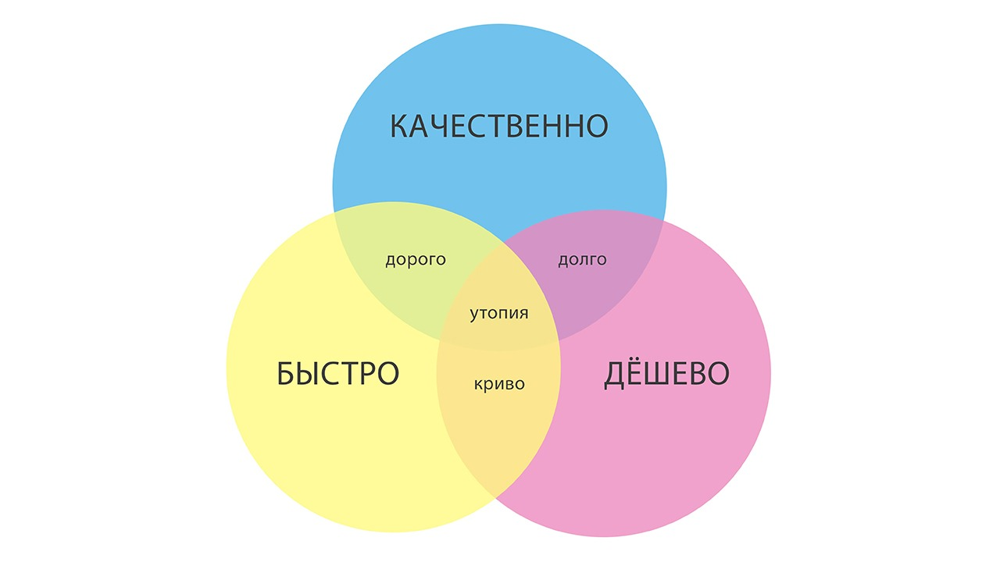 КАЧЕСТВЕННО
дорого
долго
утопия
БЫСТРО
ДЁШЕВО
криво